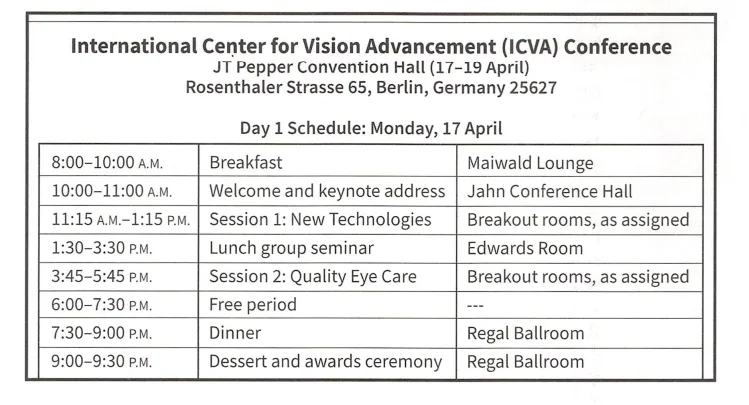 International Center for Vision Advancement (ICVA) Conference
JT Pepper Convention Hall (17–19 April)
Rosenthaler Strasse 65, Berlin, Germany 25627
Day 1 Schedule: Monday, 17 April
8:00–10:00 A.M. Breakfast Maiwald Lounge
10:00–11:00 A.M. Welcome and keynote address Jahn Conference Hall
11:15 A.M.–1:15 P.M. Session 1: New Technologies Breakout rooms, as assigned
1:30–3:30 P.M. Lunch group seminar Edwards Room
3:45–5:45 P.M. Session 2: Quality Eye Care Breakout rooms, as assigned
6:00–7:30 P.M. Free period ---
7:30–9:00 P.M. Dinner Regal Ballroom
9:00–9:30 P.M. Dessert and awards ceremony Regal Ballroom